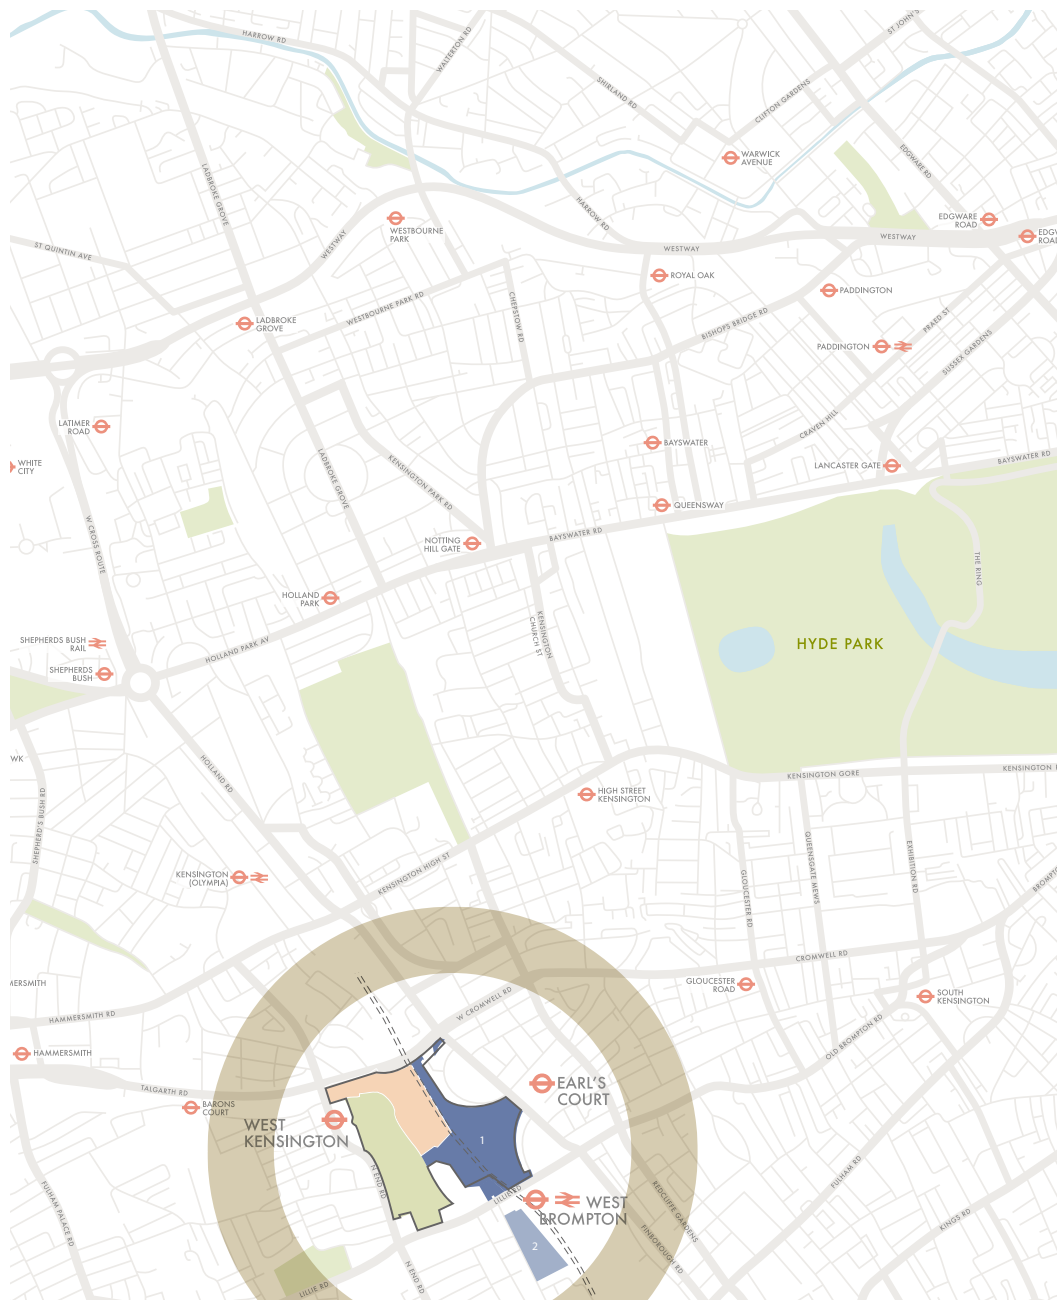 HARROW RD
WALTERTON RD
ST JOHN'S
SHIRLAND RD
CLIFTON GARDENS
WARWICK
AVENUE
EDGWARE RD
LADBROKE GROVE
HARROW RD
WESTBOURNE
PARK
EDGWARE
ROAD
WESTWAY
WESTWAY
WESTWAY
ST QUINTIN AVE
ROYAL OAK
PADDINGTON
CHEPSTOW RD
WESTBOURNE PARK RD
LADBROKE
GROVE
BISHOPS BRIDGE RD
PRAED ST
PADDINGTON
SUSSEX GARDENS
LATIMER
ROAD
CRAVEN HILL
BAYSWATER
WHITE
CITY
LADBROKE GROVE
KENSINGTON PARK RD
LANCASTER GATE
BAYSWATER RD
QUEENSWAY
W CROSS ROUTE
NOTTING
HILL GATE
BAYSWATER RD
THE RING
HOLLAND
PARK
KENSINGTON
CHURCH ST
SHEPHERDS BUSH
RAIL
HOLLAND PARK AV
HYDE PARK
SHEPHERDS
BUSH
WK
HOLLAND RD
KENSINGTON GORE
KENSINGTON
HIGH STREET
KENSINGTON
SHEPHERD'S BUSH RD
QUEENSGATE MEWS
EXHIBITION RD
KENSINGTON
(OLYMPIA)
KENSINGTON HIGH ST
GLOUCESTER RD
BROMPTO
CROMWELL RD
MERSMITH
GLOUCESTER
ROAD
SOUTH
KENSINGTON
W CROMWELL RD
HAMMERSMITH RD
OLD BROMPTON RD
HAMMERSMITH
TALGARTH RD
EARL'S
COURT
BARONS
COURT
WEST
KENSINGTON
1
N END RD
FULHAM RD
LILLIE RD
WEST
BROMPTON
REDCLIFFE GARDENS
FULHAM PALACE RD
KINGS RD
FINBOROUGH RD
2
N END RD
LILLIE RD